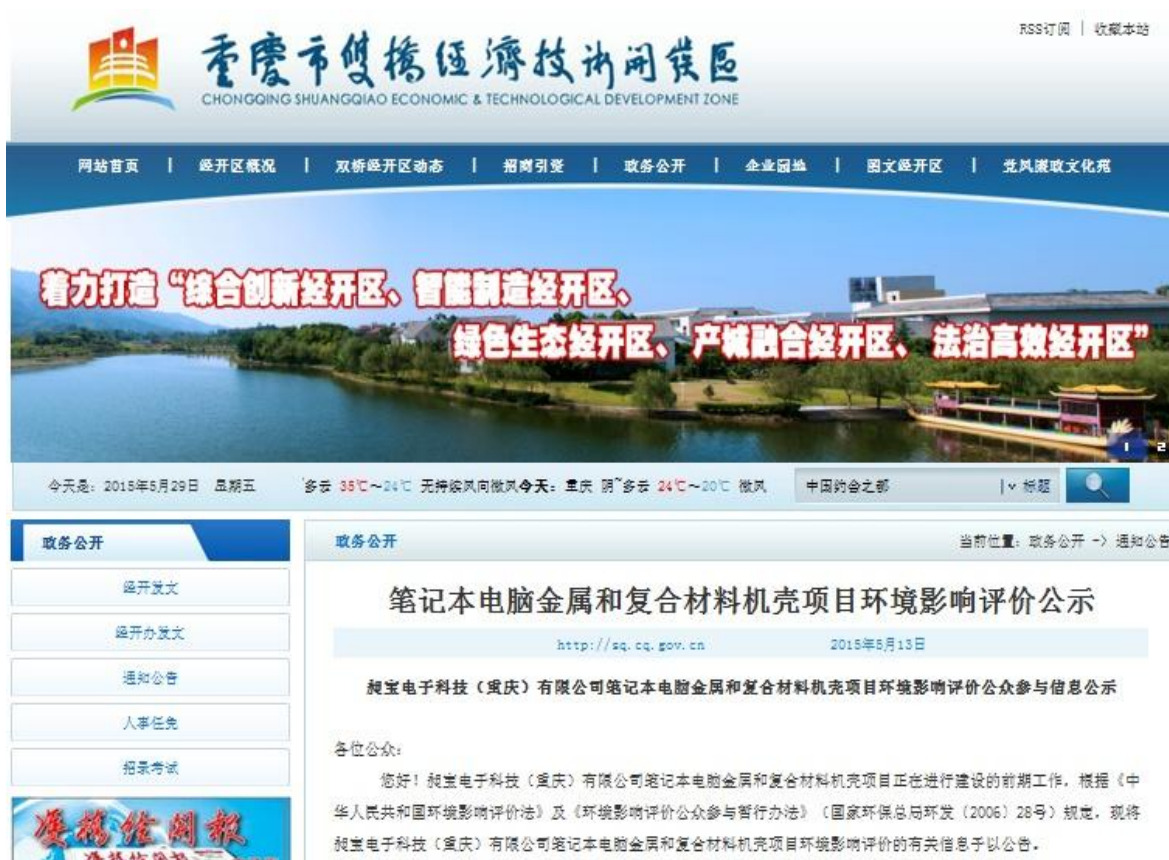 RSS订阅 | 收藏本站
重慶市雙橋經濟技術開發區
CHONGQING SHUANGQIAO ECONOMIC & TECHNOLOGICAL DEVELOPMENT ZONE
网站首页 | 经开区概况 | 双桥经开区动态 | 招商引资 | 政务公开 | 企业园地 | 图文经开区 | 党风廉政文化苑
着力打造“综合创新经开区、智能制造经开区、
绿色生态经开区、产城融合经开区、法治高效经开区”
1 2
今天是：2015年5月29日 星期五 多云 35℃～24℃ 无持续风向微风今天：重庆 阴~多云 24℃～20℃ 微风 中国约会之都 标题
政务公开
经开发文
经开办发文
通知公告
人事任免
招录考试
政务公开 当前位置：政务公开 -> 通知公告
笔记本电脑金属和复合材料机壳项目环境影响评价公示
http://sq.cq.gov.cn 2015年5月13日
昶宝电子科技（重庆）有限公司笔记本电脑金属和复合材料机壳项目环境影响评价公众参与信息公示
各位公众：
您好！昶宝电子科技（重庆）有限公司笔记本电脑金属和复合材料机壳项目正在进行建设的前期工作，根据《中
华人民共和国环境影响评价法》及《环境影响评价公众参与暂行办法》（国家环保总局环发（2006）28号）规定，现将
昶宝电子科技（重庆）有限公司笔记本电脑金属和复合材料机壳项目环境影响评价的有关信息予以公告。